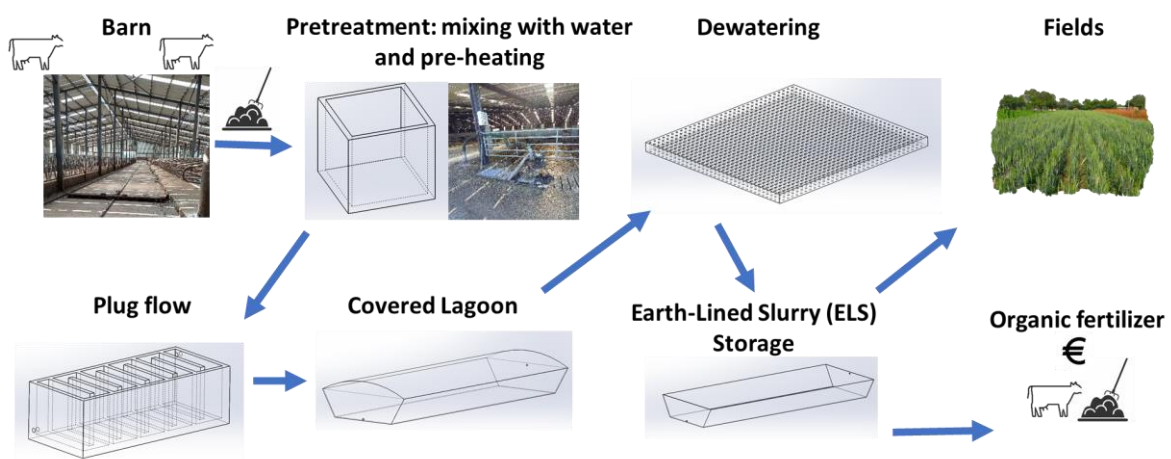 Barn
Pretreatment: mixing with water
and pre-heating
Dewatering
Fields
Plug flow
Covered Lagoon
Earth-Lined Slurry (ELS)
Storage
Organic fertilizer
€